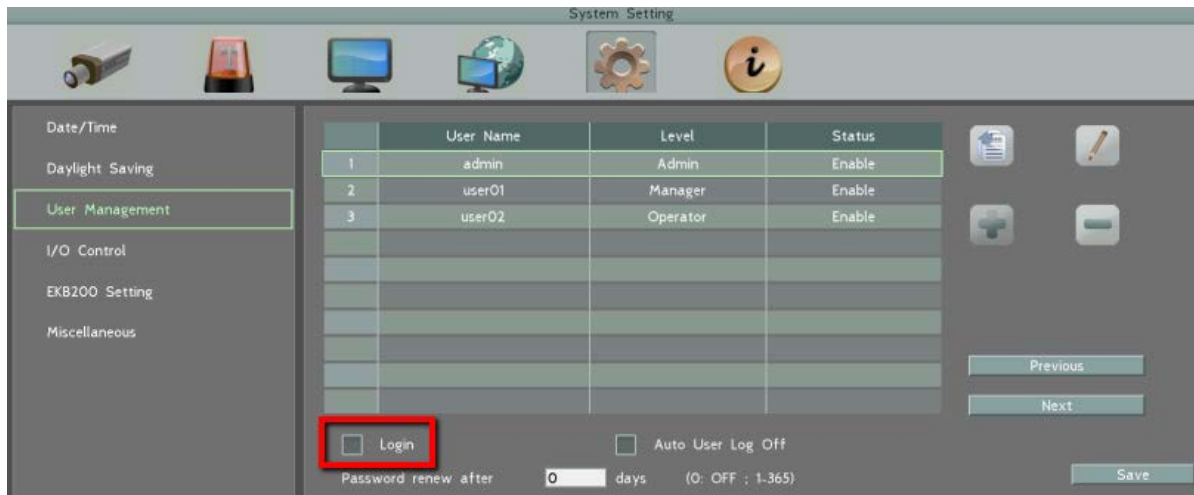 System Setting
Date/Time
Daylight Saving
User Management
I/O Control
EKB200 Setting
Miscellaneous
User Name Level Status
1 admin Admin Enable
2 user01 Manager Enable
3 user02 Operator Enable
Previous
Next
Login Auto User Log Off
Password renew after 0 days (0: OFF ; 1-365)
Save